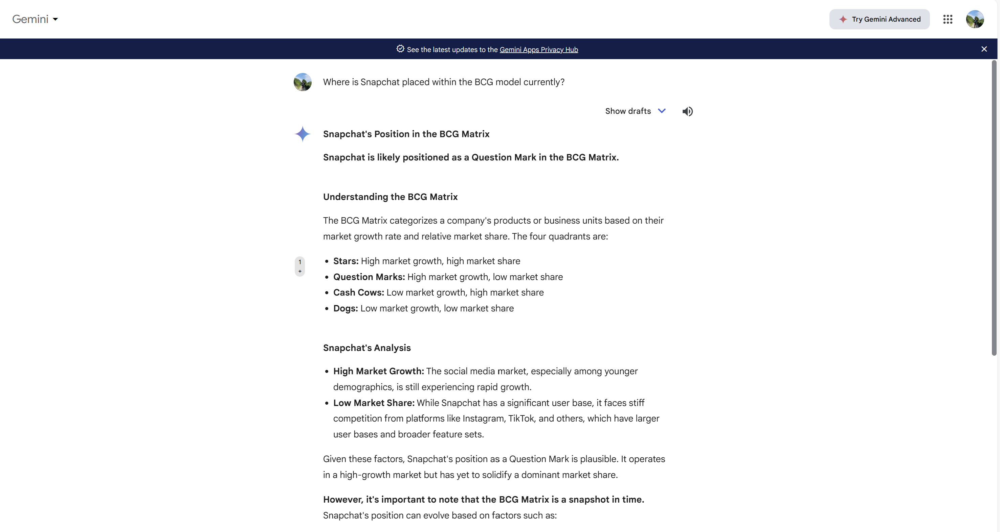 Gemini
Try Gemini Advanced
See the latest updates to the Gemini Apps Privacy Hub
Where is Snapchat placed within the BCG model currently?
Show drafts
Snapchat's Position in the BCG Matrix
Snapchat is likely positioned as a Question Mark in the BCG Matrix.
Understanding the BCG Matrix
The BCG Matrix categorizes a company's products or business units based on their
market growth rate and relative market share. The four quadrants are:
1
+
• Stars: High market growth, high market share
• Question Marks: High market growth, low market share
• Cash Cows: Low market growth, high market share
• Dogs: Low market growth, low market share
Snapchat's Analysis
• High Market Growth: The social media market, especially among younger
demographics, is still experiencing rapid growth.
• Low Market Share: While Snapchat has a significant user base, it faces stiff
competition from platforms like Instagram, TikTok, and others, which have larger
user bases and broader feature sets.
Given these factors, Snapchat's position as a Question Mark is plausible. It operates
in a high-growth market but has yet to solidify a dominant market share.
However, it's important to note that the BCG Matrix is a snapshot in time.
Snapchat's position can evolve based on factors such as: